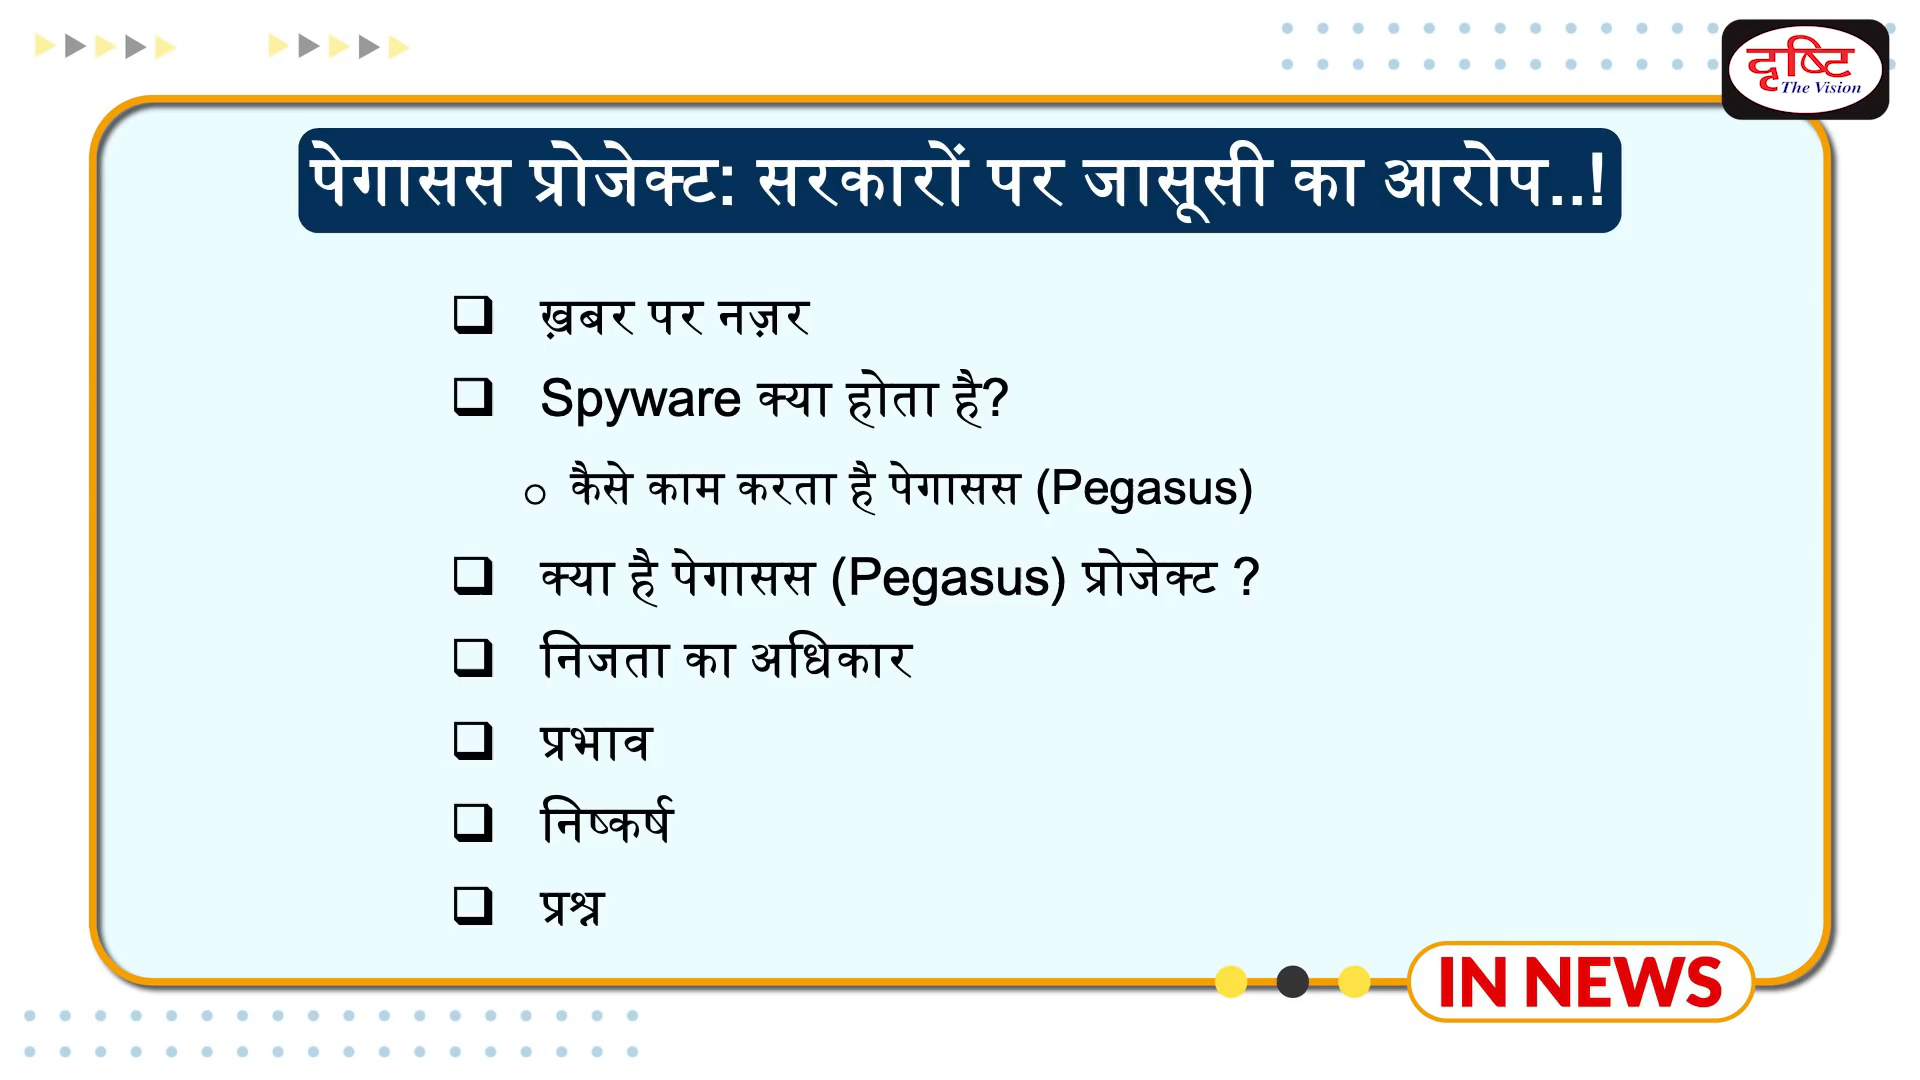 दृष्टि
The Vision
पेगासस प्रोजेक्ट: सरकारों पर जासूसी का आरोप..!
ख़बर पर नज़र
Spyware क्या होता है?
कैसे काम करता है पेगासस (Pegasus)
क्या है पेगासस (Pegasus) प्रोजेक्ट ?
निजता का अधिकार
प्रभाव
निष्कर्ष
प्रश्न
IN NEWS